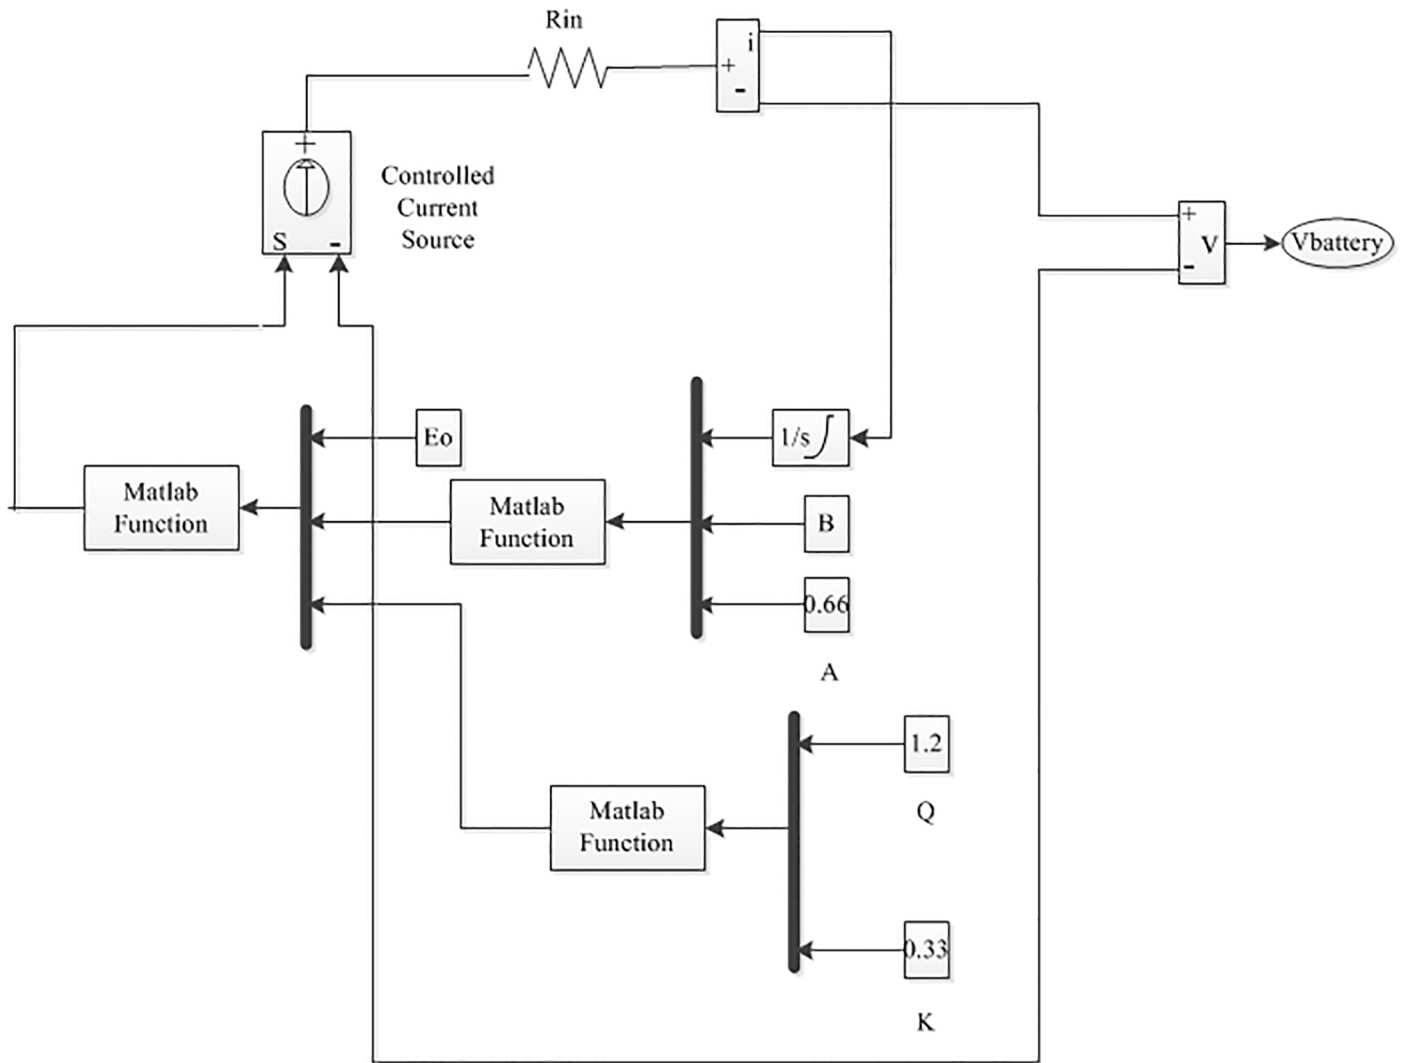 Rin
i
+
-
+
Controlled
Current
Source
S -
+
V
-
Vbattery
Eo
1/s
Matlab
Function
Matlab
Function
B
0.66
A
1.2
Q
Matlab
Function
0.33
K